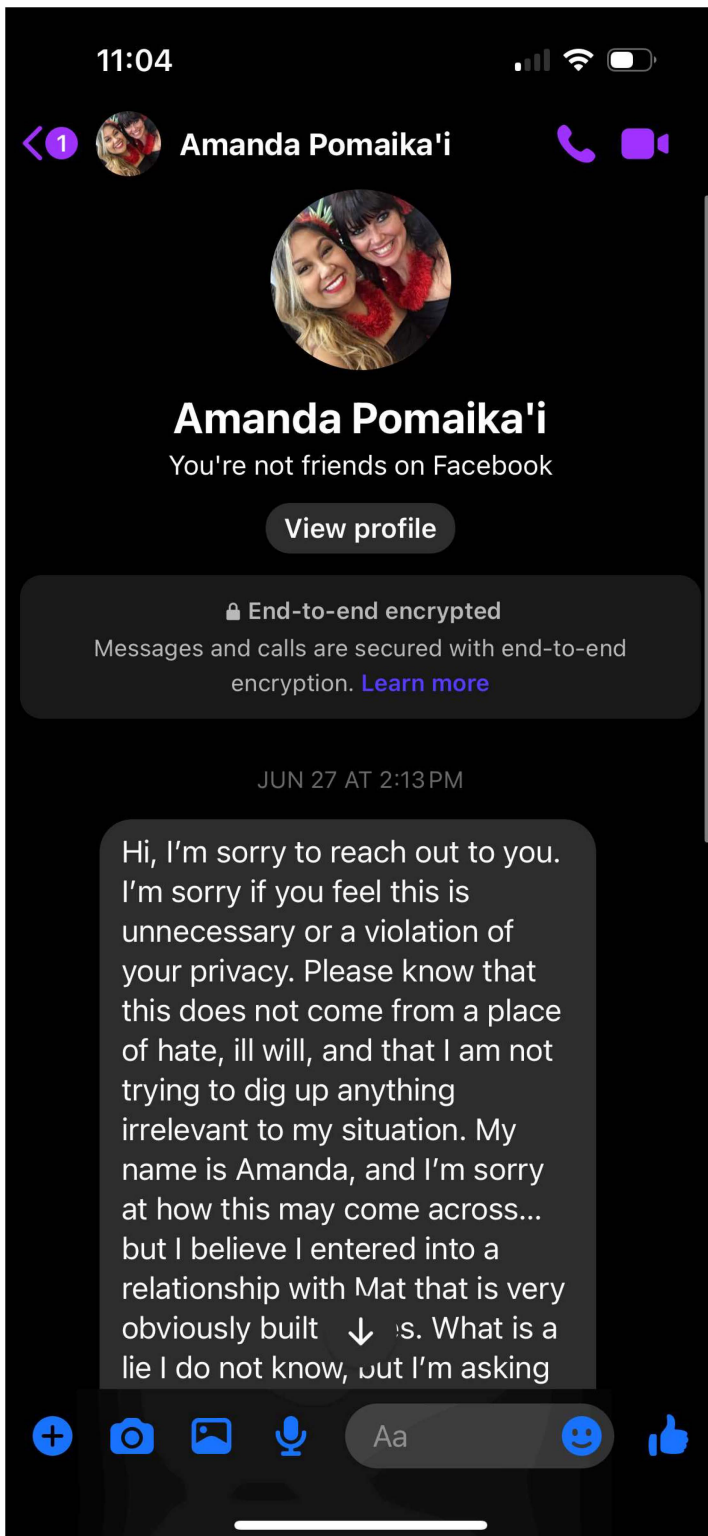 11:04
1
Amanda Pomaika'i
Amanda Pomaika'i
You're not friends on Facebook
View profile
End-to-end encrypted
Messages and calls are secured with end-to-end
encryption. Learn more
JUN 27 AT 2:13 PM
Hi, I'm sorry to reach out to you.
I'm sorry if you feel this is
unnecessary or a violation of
your privacy. Please know that
this does not come from a place
of hate, ill will, and that I am not
trying to dig up anything
irrelevant to my situation. My
name is Amanda, and I'm sorry
at how this may come across...
but I believe I entered into a
relationship with Mat that is very
obviously built s. What is a
lie I do not know, but I'm asking
Aa